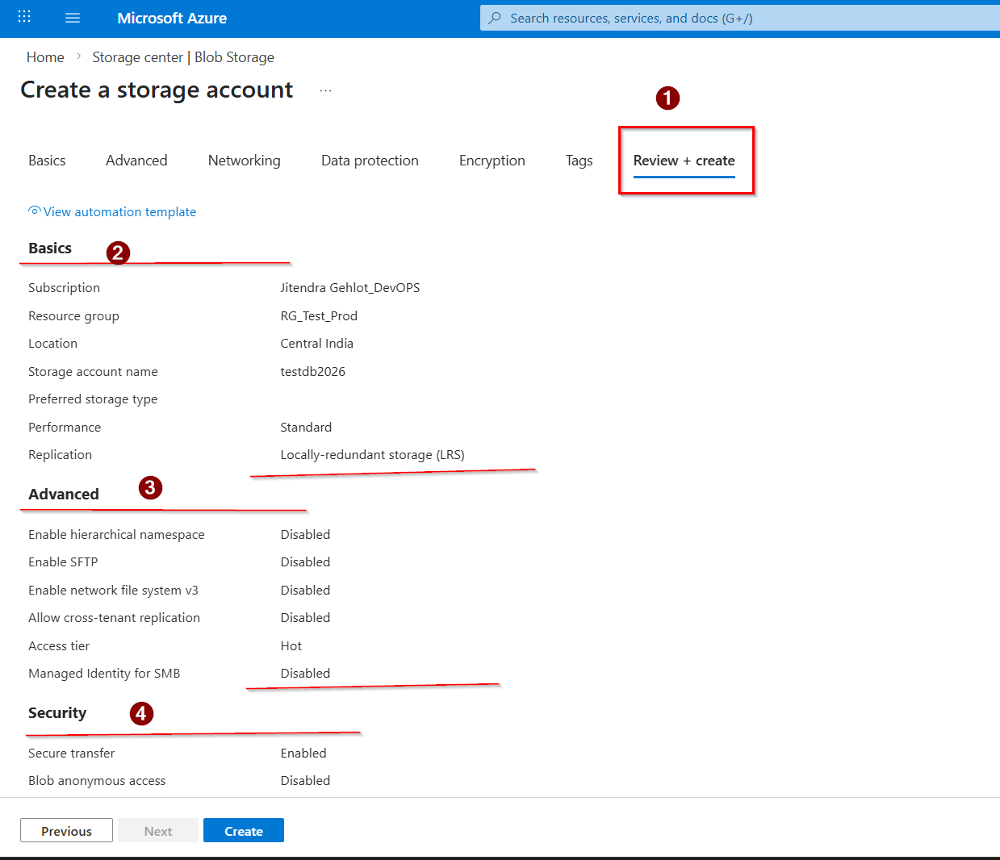 Microsoft Azure
Search resources, services, and docs (G+/)
Home > Storage center | Blob Storage
Create a storage account ...
1
Basics Advanced Networking Data protection Encryption Tags Review + create
View automation template
Basics 2
Subscription Jitendra Gehlot_DevOPS
Resource group RG_Test_Prod
Location Central India
Storage account name testdb2026
Preferred storage type
Performance Standard
Replication Locally-redundant storage (LRS)
Advanced 3
Enable hierarchical namespace Disabled
Enable SFTP Disabled
Enable network file system v3 Disabled
Allow cross-tenant replication Disabled
Access tier Hot
Managed Identity for SMB Disabled
Security 4
Secure transfer Enabled
Blob anonymous access Disabled
Previous Next Create